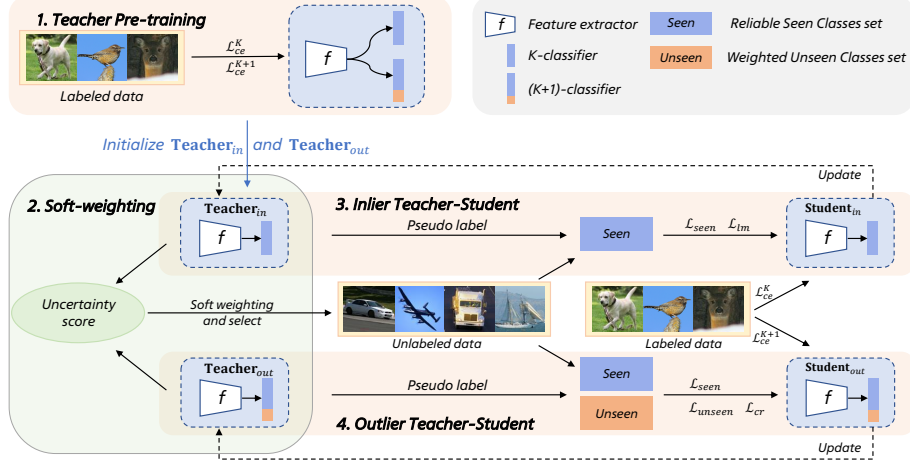 1. Teacher Pre-training
Labeled data
ℒ_ce^K
ℒ_ce^{K+1}
f
f Feature extractor
K-classifier
(K+1)-classifier
Seen Reliable Seen Classes set
Unseen Weighted Unseen Classes set
Initialize Teacher_in and Teacher_out
Update
2. Soft-weighting
Teacher_in
f
3. Inlier Teacher-Student
Pseudo label
Seen
ℒ_seen ℒ_lm
Student_in
f
Uncertainty
score
Soft weighting
and select
Unlabeled data
Labeled data
ℒ_ce^K
ℒ_ce^{K+1}
Teacher_out
f
Pseudo label
Seen
Unseen
ℒ_seen
ℒ_unseen ℒ_cr
Student_out
f
4. Outlier Teacher-Student
Update